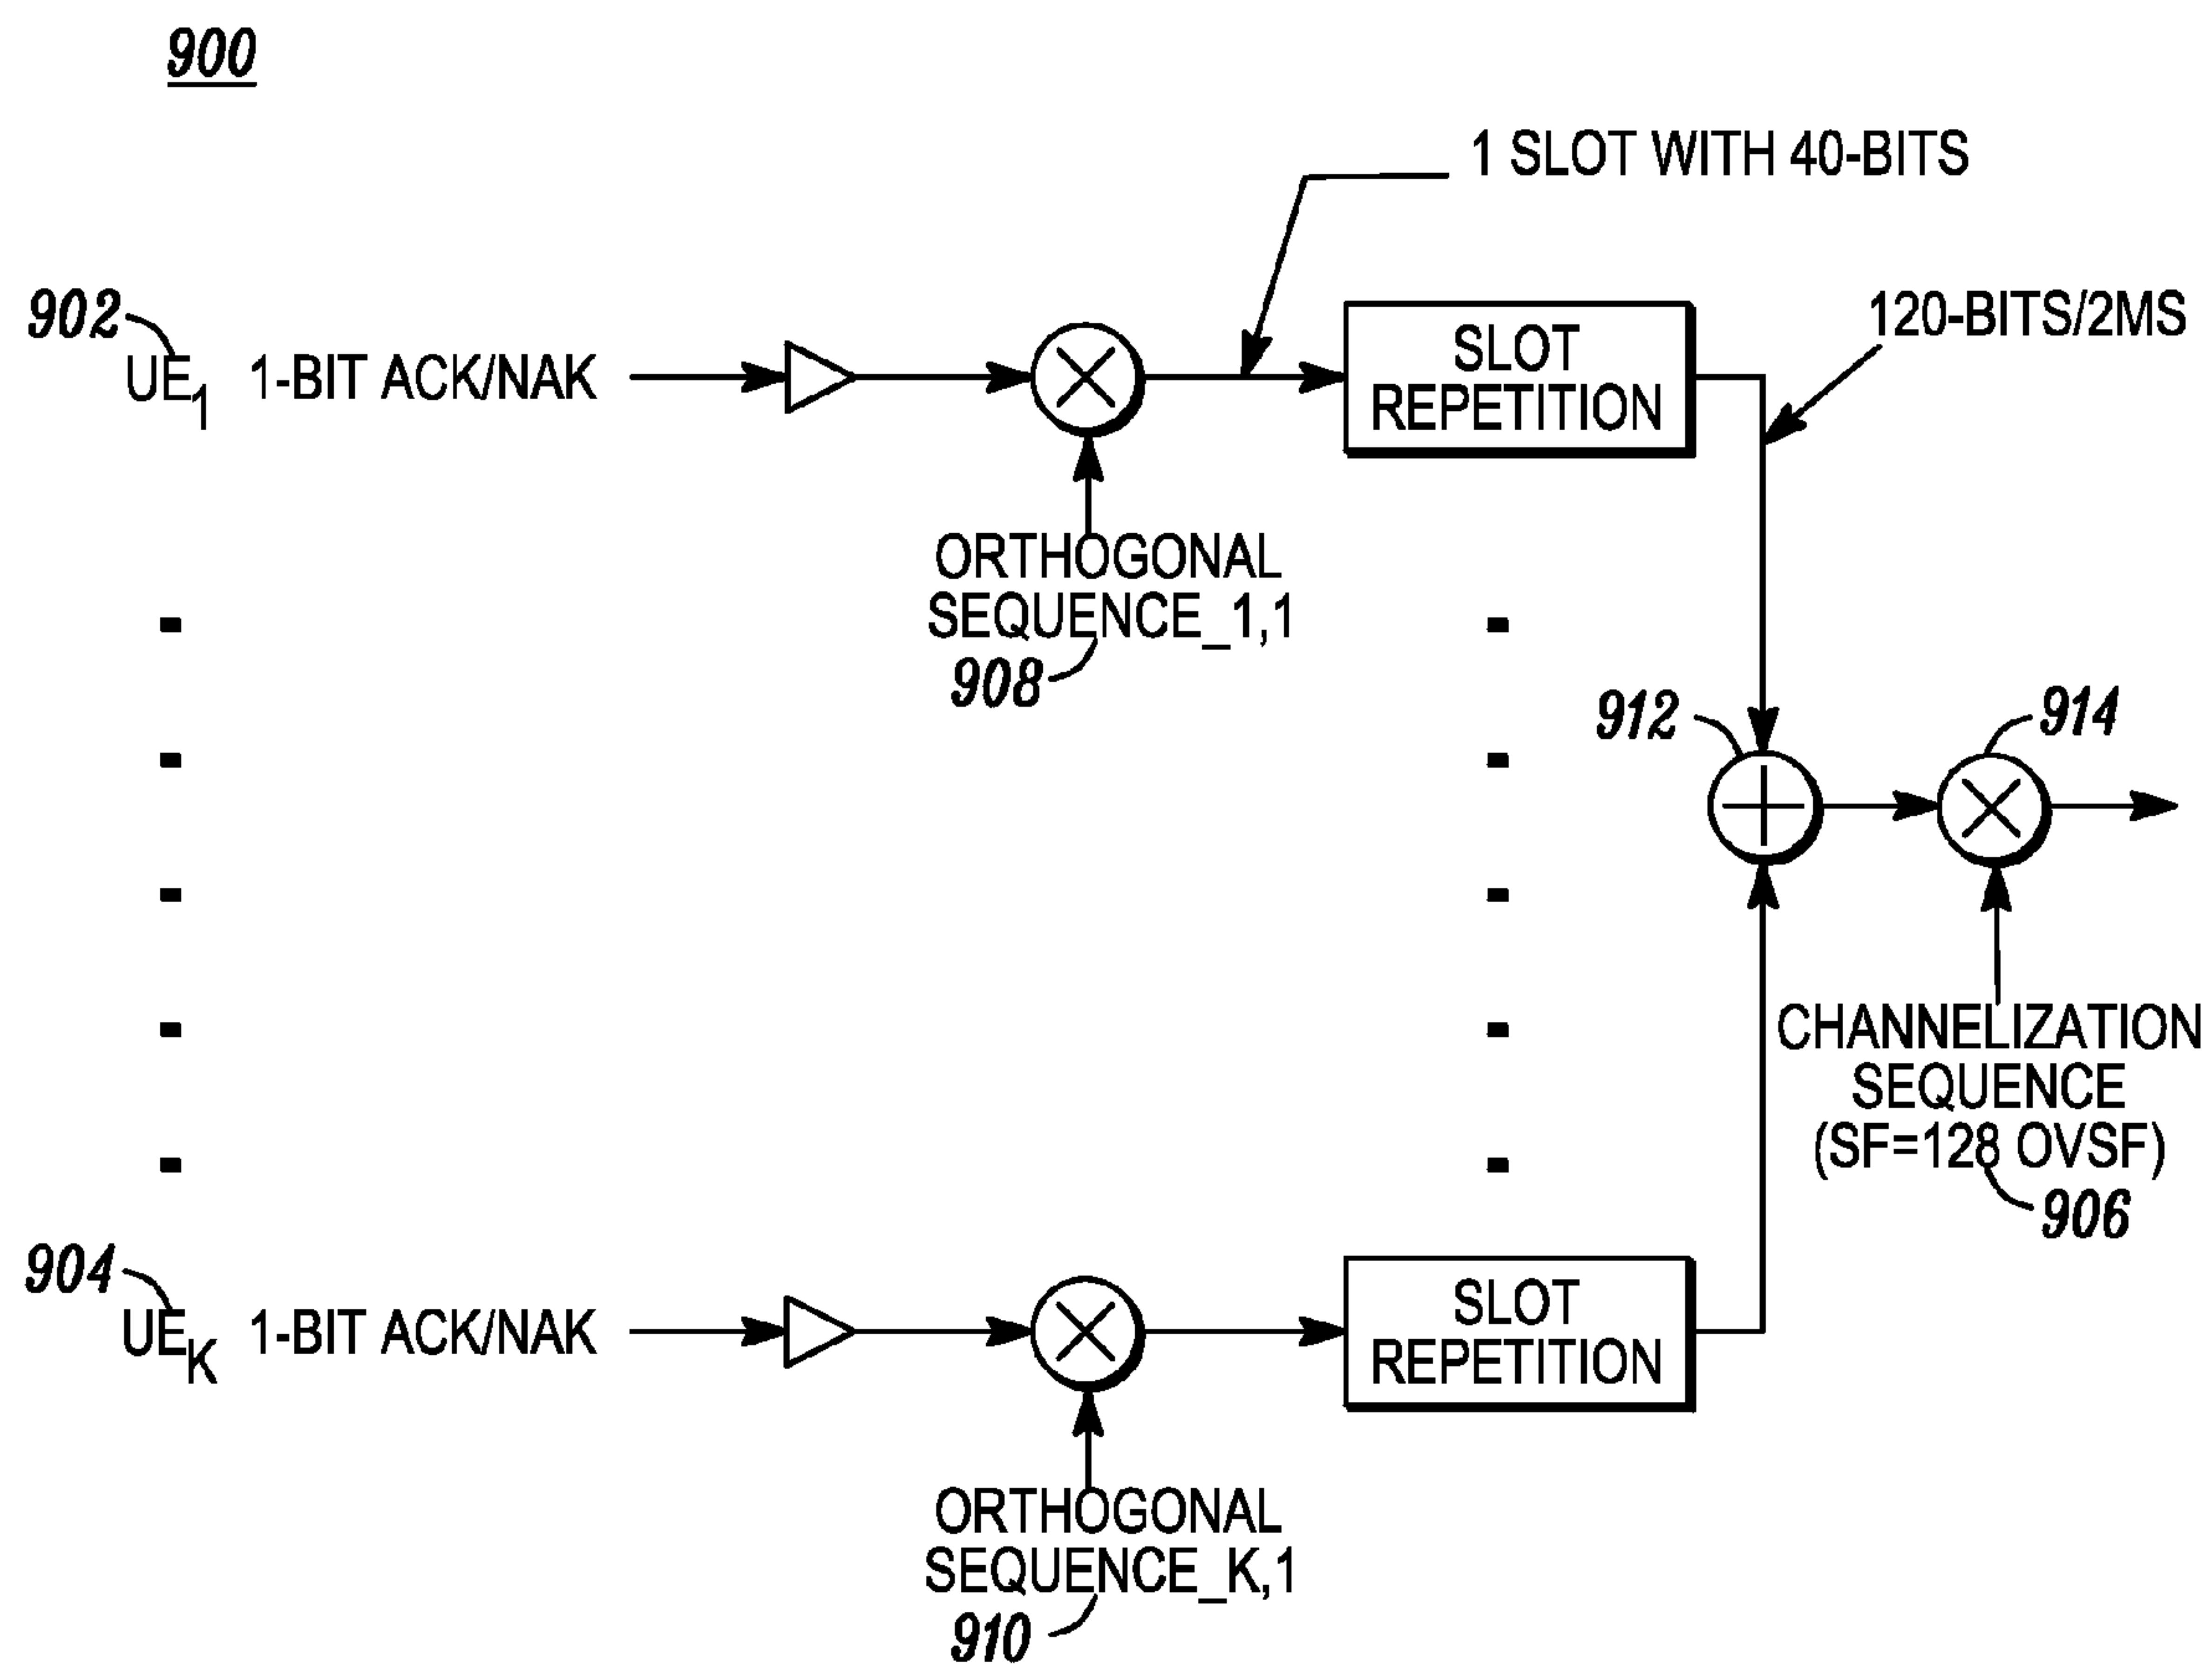 900
1 SLOT WITH 40-BITS
902
UE1 1-BIT ACK/NAK
SLOT
REPETITION
120-BITS/2MS
ORTHOGONAL
SEQUENCE_1,1
908
912
914
CHANNELIZATION
SEQUENCE
(SF=128 OVSF)
906
904
UEK 1-BIT ACK/NAK
SLOT
REPETITION
ORTHOGONAL
SEQUENCE_K,1
910